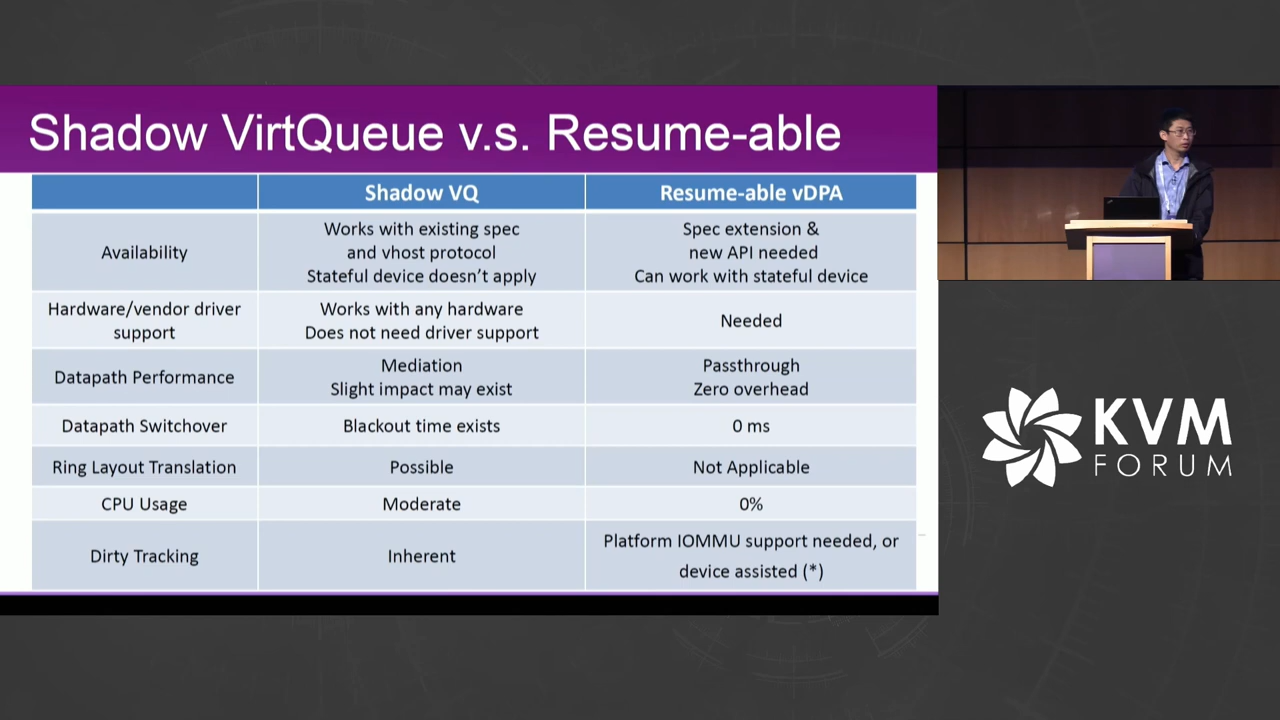 Shadow VirtQueue v.s. Resume-able
Shadow VQ
Resume-able vDPA
Availability
Works with existing spec
and vhost protocol
Stateful device doesn't apply
Spec extension &
new API needed
Can work with stateful device
Hardware/vendor driver
support
Works with any hardware
Does not need driver support
Needed
Datapath Performance
Mediation
Slight impact may exist
Passthrough
Zero overhead
Datapath Switchover
Blackout time exists
0 ms
Ring Layout Translation
Possible
Not Applicable
CPU Usage
Moderate
0%
Dirty Tracking
Inherent
Platform IOMMU support needed, or
device assisted (*)
KVM
FORUM